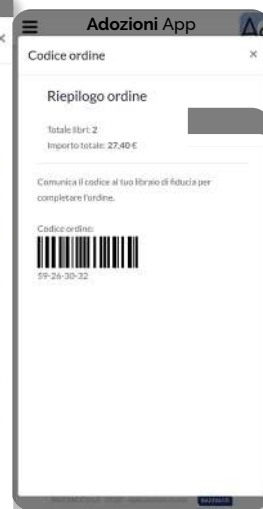 Adozioni App
Codice ordine
Riepilogo ordine
Totale libri: 2
Importo totale: 27,40 €
Comunica il codice al tuo libraio di fiducia per
completare l'ordine.
Codice ordine:
59-26-30-32